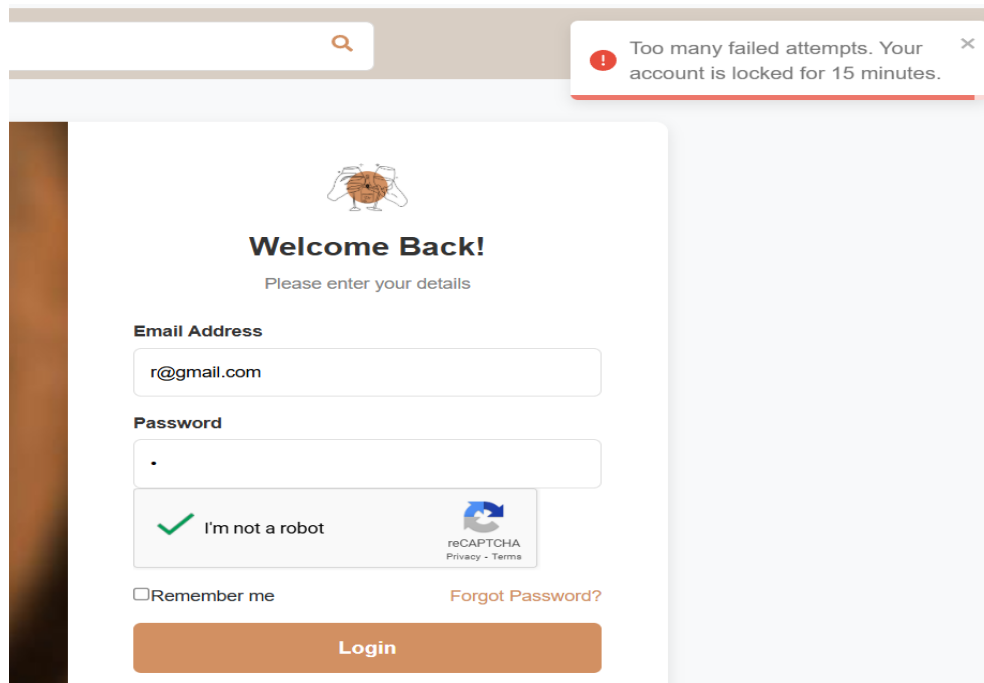 Too many failed attempts. Your
account is locked for 15 minutes.
Welcome Back!
Please enter your details
Email Address
r@gmail.com
Password
•
I'm not a robot
reCAPTCHA
Privacy - Terms
Remember me
Forgot Password?
Login